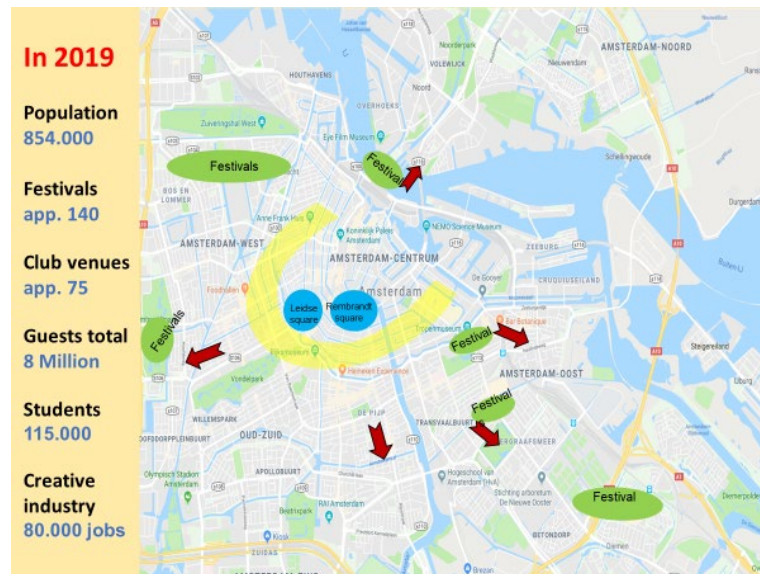 In 2019
Population
854.000
Festivals
app. 140
Club venues
app. 75
Guests total
8 Million
Students
115.000
Creative
industry
80.000 jobs
AMSTERDAM-NOORD
Noorderpark
VOLEWIJCK
Nieuwendam
HOUTHAVENS
Noord
OVERHOEKS
Zuiveringshal West
Eye Film Museum
Festivals
Festival
Schellingwoude
BOS EN
LOMMER
Durgerdam
Anne Frank Huis
NEMO Science Museum
Koninklijk Paleis
Amsterdam
AMSTERDAM-WEST
ZEEBURG
AMSTERDAM-CENTRUM
De Gooyer
CRUQUIUSEILAND
Foodhallen
Amsterdam
Leidse
square
Rembrandt
square
Tropenmuseum
Bar Botanique
Festivals
Festival
Rijksmuseum
Steigereiland
Heineken Experience
Vondelpark
AMSTERDAM-OOST
IJburg
Festival
WILLEMSPARK
DE PIJP
TRANSVAALBUURT
OUD-ZUID
HOOFDDORPPLEINBUURT
APOLLOBUURT
Olympisch Stadion
Amsterdam
Hogeschool van
Amsterdam (HvA)
Stichting arboretum
De Nieuwe Ooster
Festival
RAI Amsterdam
Beatrixpark
BETONDORP
Kiosk
Diemen
ZUIDAS
Brezan